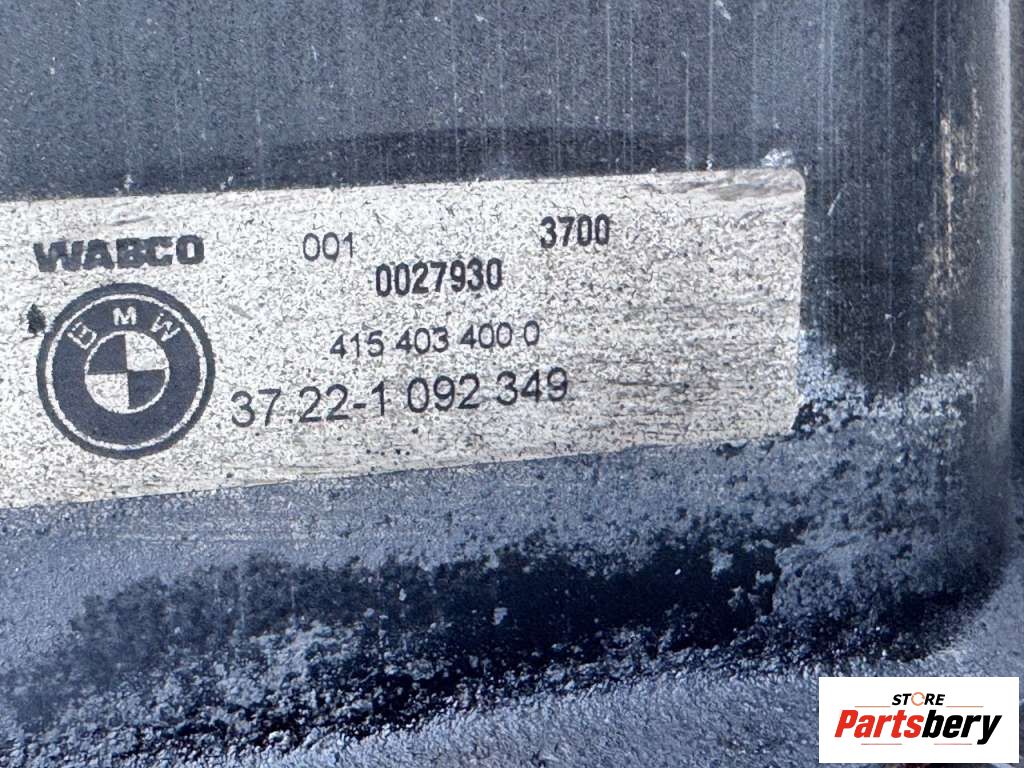 WABCO 001 3700
0027930
BMW
415 403 400 0
37.22-1 092 349
STORE
Partsbery